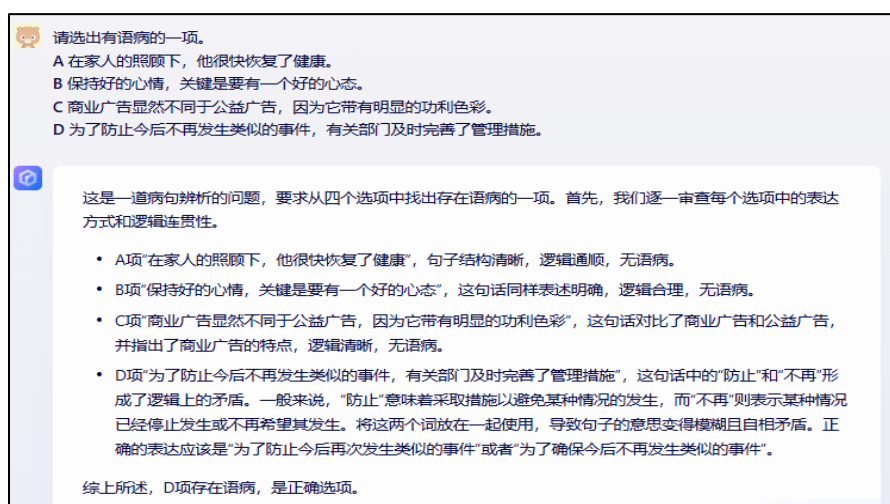 请选出有语病的一项。
A 在家人的照顾下，他很快恢复了健康。
B 保持好的心情，关键是要有一个好的心态。
C 商业广告显然不同于公益广告，因为它带有明显的功利色彩。
D 为了防止今后不再发生类似的事件，有关部门及时完善了管理措施。
这是一道病句辨析的问题，要求从四个选项中找出存在语病的一项。首先，我们逐一审查每个选项中的表达
方式和逻辑连贯性。
• A项“在家人的照顾下，他很快恢复了健康”，句子结构清晰，逻辑通顺，无语病。
• B项“保持好的心情，关键是要有一个好的心态”，这句话同样表述明确，逻辑合理，无语病。
• C项“商业广告显然不同于公益广告，因为它带有明显的功利色彩”，这句话对比了商业广告和公益广告，
并指出了商业广告的特点，逻辑清晰，无语病。
• D项“为了防止今后不再发生类似的事件，有关部门及时完善了管理措施”，这句话中的“防止”和“不再”形
成了逻辑上的矛盾。一般来说，“防止”意味着采取措施以避免某种情况的发生，而“不再”则表示某种情况
已经停止发生或不再希望其发生。将这两个词放在一起使用，导致句子的意思变得模糊且自相矛盾。正
确的表达应该是“为了防止今后再次发生类似的事件”或者“为了确保今后不再发生类似的事件”。
综上所述，D项存在语病，是正确选项。